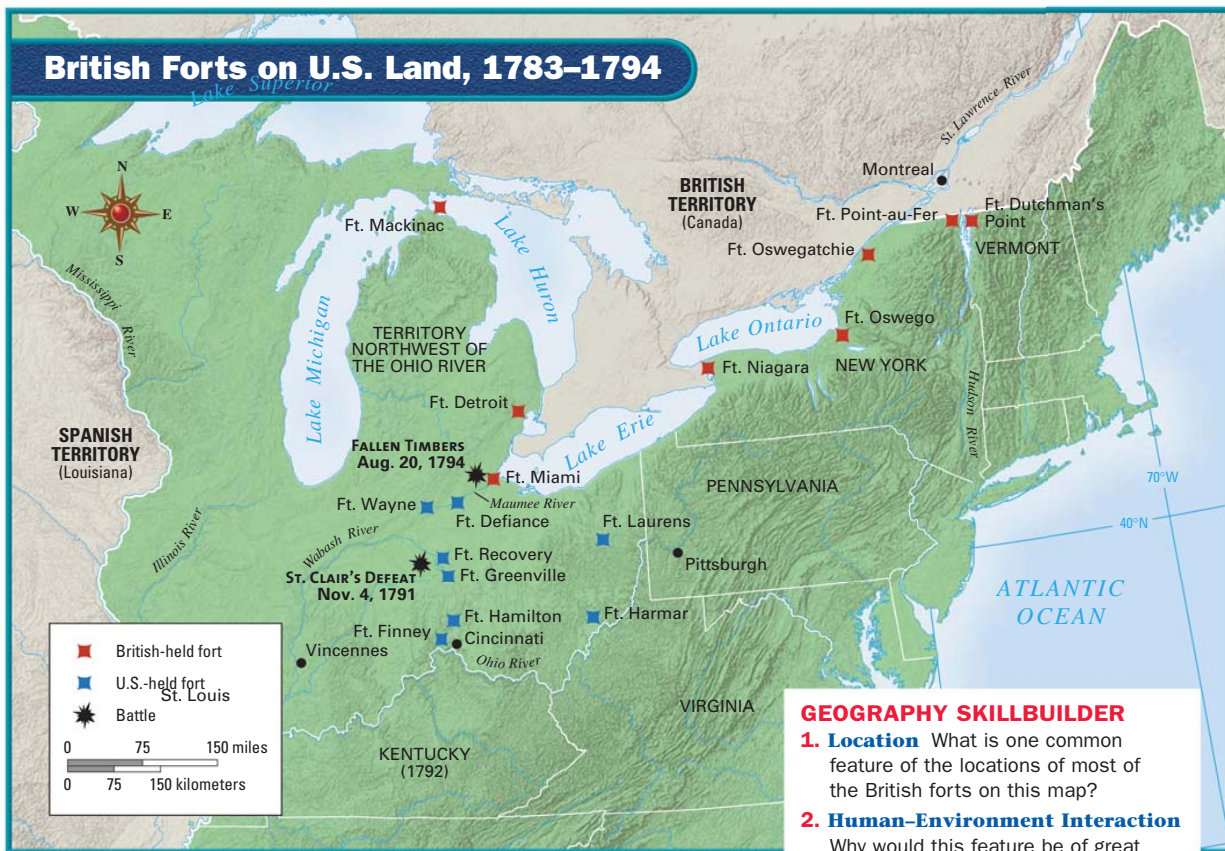 British Forts on U.S. Land, 1783–1794
Lake Superior
St. Lawrence River
N
W
E
S
Montreal
BRITISH
TERRITORY
(Canada)
Ft. Mackinac
Ft. Point-au-Fer
Ft. Dutchman's
Point
VERMONT
Ft. Oswegatchie
Mississippi
River
Lake Michigan
Lake Huron
TERRITORY
NORTHWEST OF
THE OHIO RIVER
Lake Ontario
Ft. Oswego
NEW YORK
Ft. Niagara
Hudson River
Ft. Detroit
Lake Erie
SPANISH
TERRITORY
(Louisiana)
FALLEN TIMBERS
Aug. 20, 1794
Ft. Miami
Maumee River
PENNSYLVANIA
70°W
40°N
Ft. Wayne
Ft. Defiance
Ft. Laurens
Illinois River
Wabash River
Ft. Recovery
Pittsburgh
ST. CLAIR'S DEFEAT
Nov. 4, 1791
Ft. Greenville
ATLANTIC
OCEAN
Ft. Hamilton
Ft. Harmar
Ft. Finney
Cincinnati
Ohio River
Vincennes
VIRGINIA
KENTUCKY
(1792)
British-held fort
U.S.-held fort
St. Louis
Battle
0 75 150 miles
0 75 150 kilometers
GEOGRAPHY SKILLBUILDER
1. Location What is one common
feature of the locations of most of
the British forts on this map?
2. Human–Environment Interaction
Why would this feature be of great